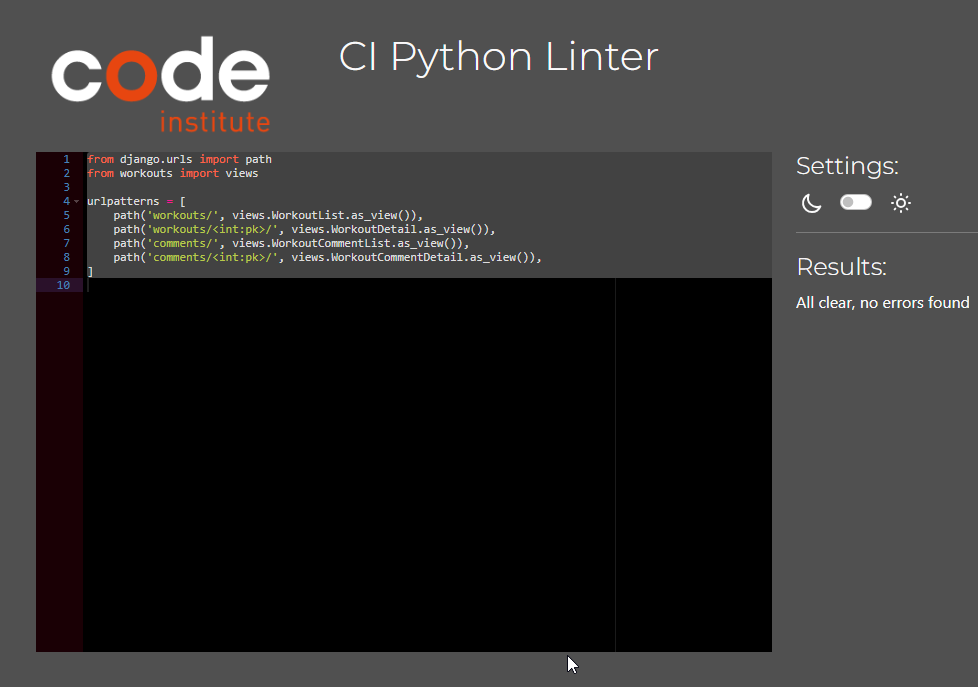 code
institute
CI Python Linter
1 from django.urls import path
2 from workouts import views
3
4 urlpatterns = [
5     path('workouts/', views.WorkoutList.as_view()),
6     path('workouts/<int:pk>/', views.WorkoutDetail.as_view()),
7     path('comments/', views.WorkoutCommentList.as_view()),
8     path('comments/<int:pk>/', views.WorkoutCommentDetail.as_view()),
9 ]
10
Settings:
Results:
All clear, no errors found